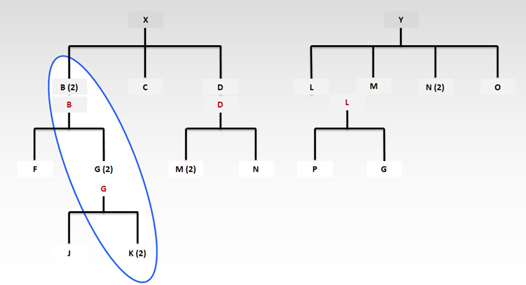 X Y
B (2) C D L M N (2) O
B D L
F G (2) M (2) N P G
G
J K (2)